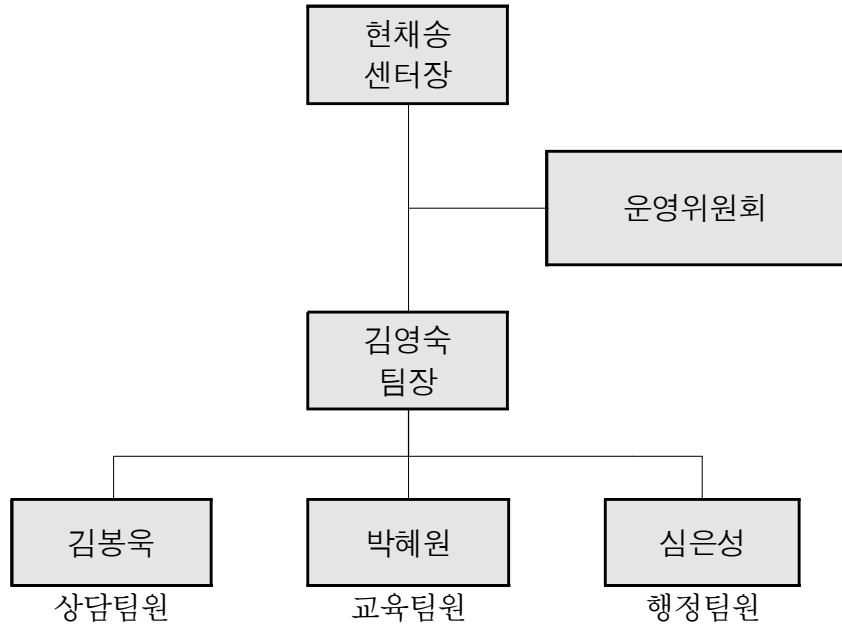 현채송
센터장
운영위원회
김영숙
팀장
김봉욱
박혜원
심은성
상담팀원
교육팀원
행정팀원